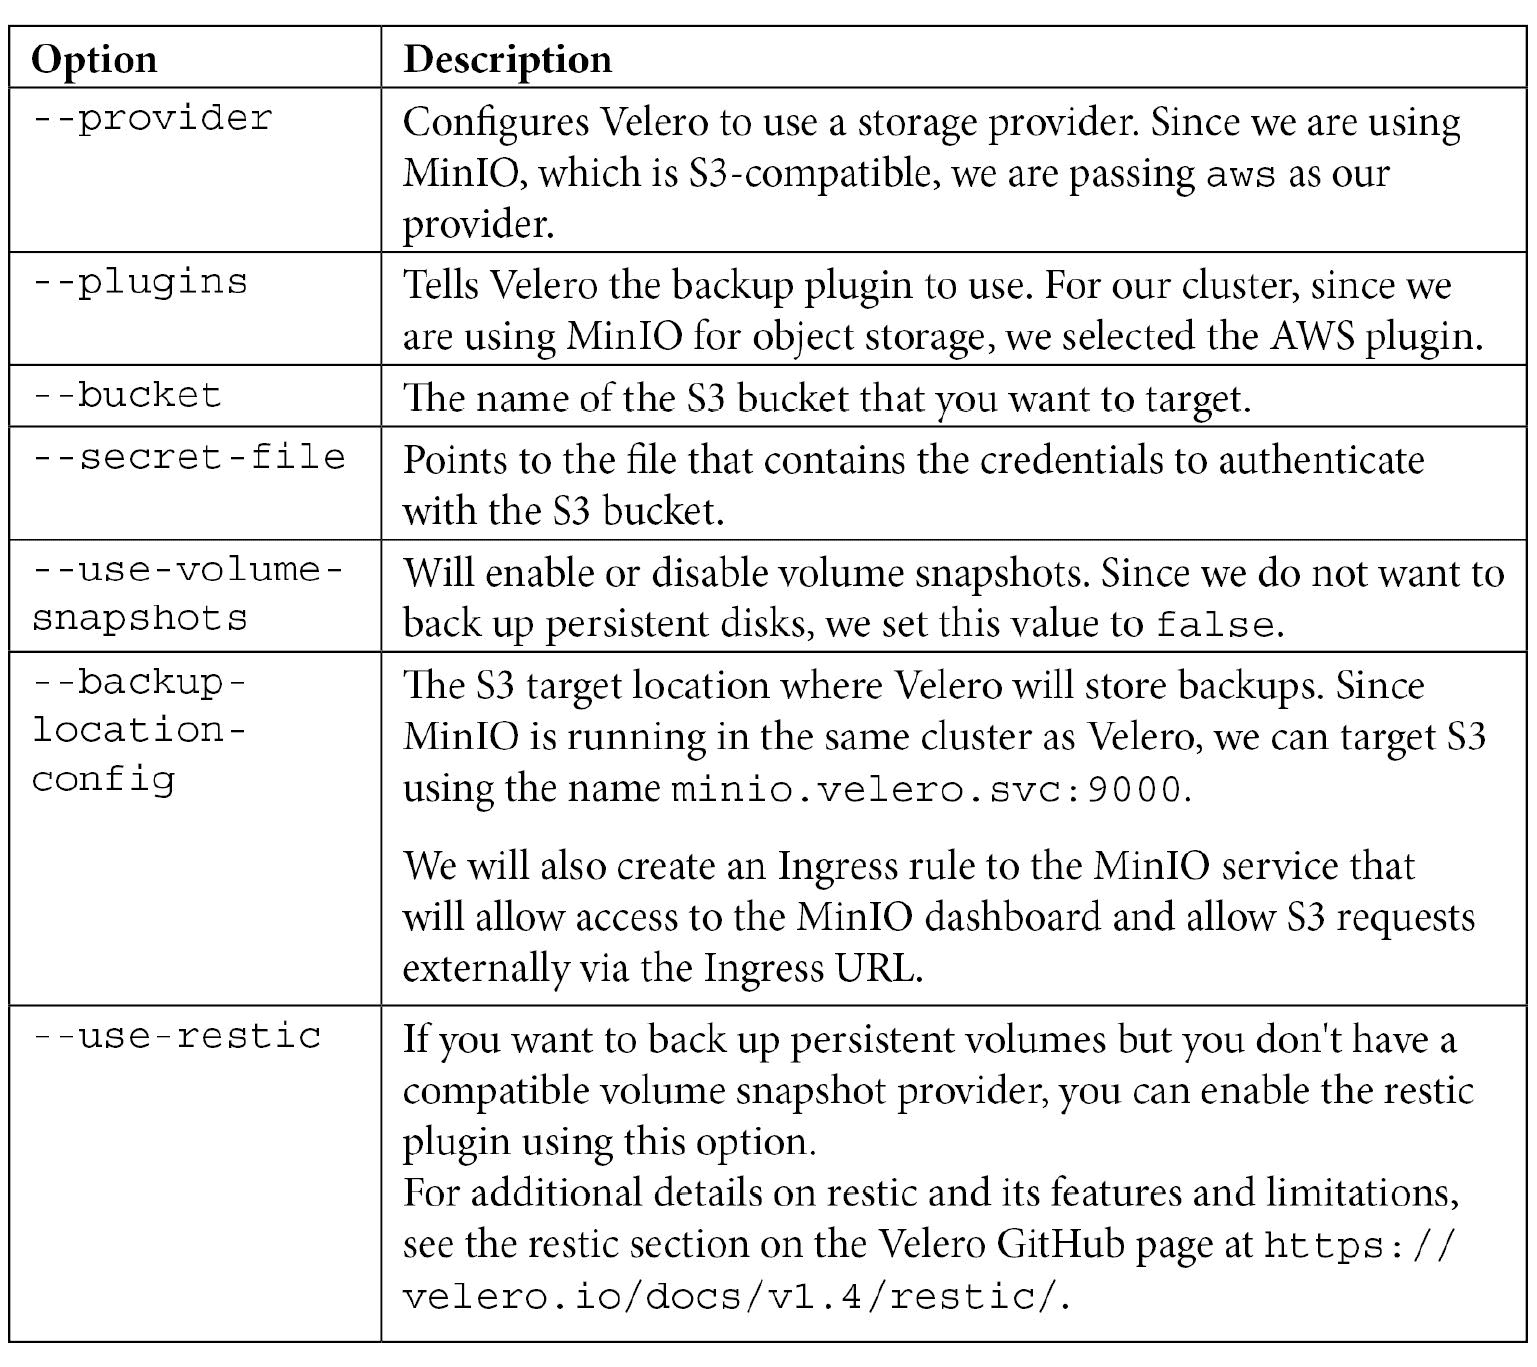 Option
Description
--provider
Configures Velero to use a storage provider. Since we are using
MinIO, which is S3-compatible, we are passing aws as our
provider.
--plugins
Tells Velero the backup plugin to use. For our cluster, since we
are using MinIO for object storage, we selected the AWS plugin.
--bucket
The name of the S3 bucket that you want to target.
--secret-file
Points to the file that contains the credentials to authenticate
with the S3 bucket.
--use-volume-
snapshots
Will enable or disable volume snapshots. Since we do not want to
back up persistent disks, we set this value to false.
--backup-
location-
config
The S3 target location where Velero will store backups. Since
MinIO is running in the same cluster as Velero, we can target S3
using the name minio.velero.svc:9000.
We will also create an Ingress rule to the MinIO service that
will allow access to the MinIO dashboard and allow S3 requests
externally via the Ingress URL.
--use-restic
If you want to back up persistent volumes but you don't have a
compatible volume snapshot provider, you can enable the restic
plugin using this option.
For additional details on restic and its features and limitations,
see the restic section on the Velero GitHub page at https://
velero.io/docs/v1.4/restic/.